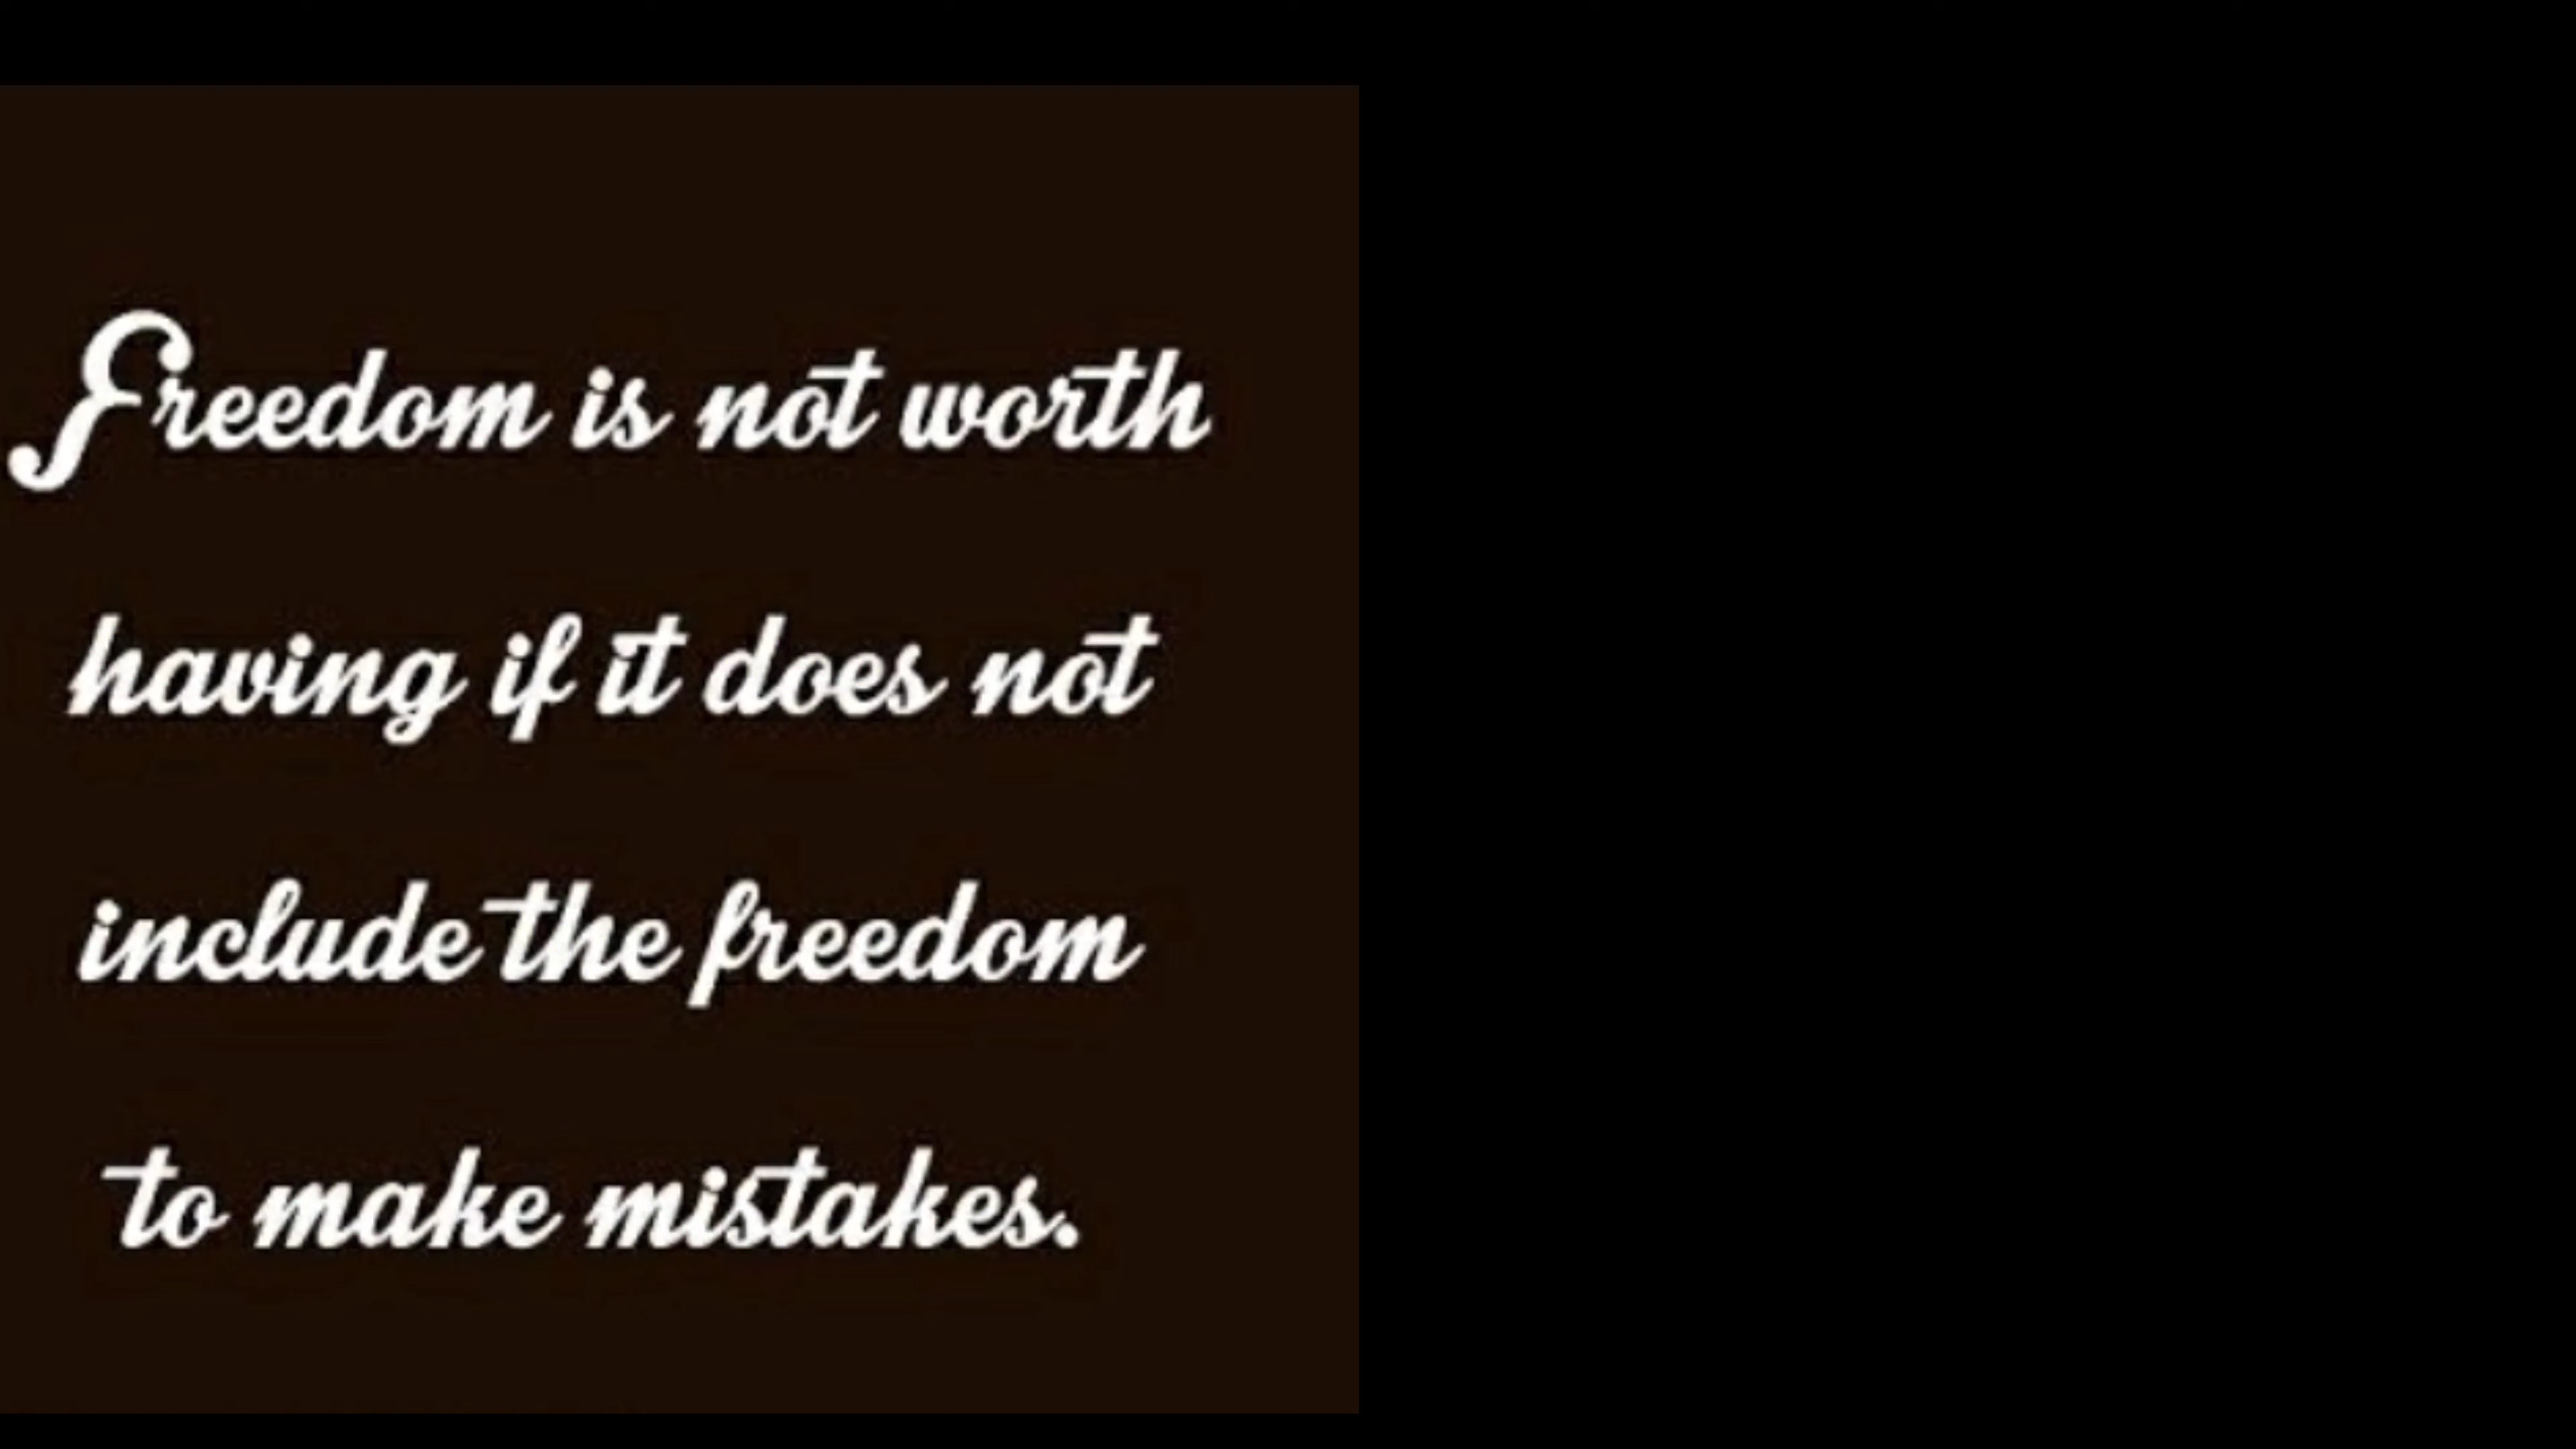 Freedom is not worth
having if it does not
include the freedom
to make mistakes.